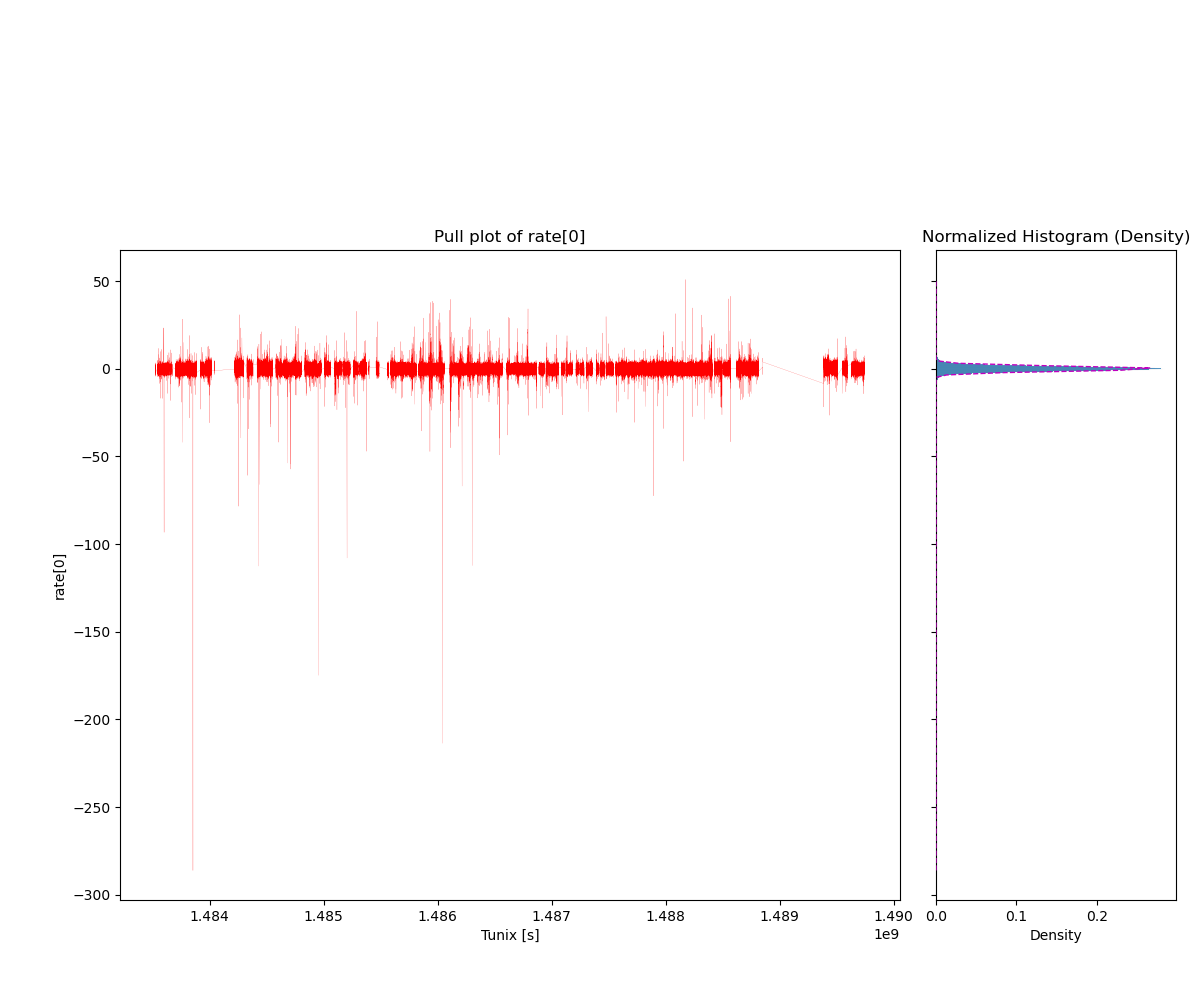 Pull plot of rate[0]
Normalized Histogram (Density)
50
0
−50
−100
−150
−200
−250
−300
rate[0]
1.484 1.485 1.486 1.487 1.488 1.489 1.490
1e9
Tunix [s]
0.0 0.1 0.2
Density